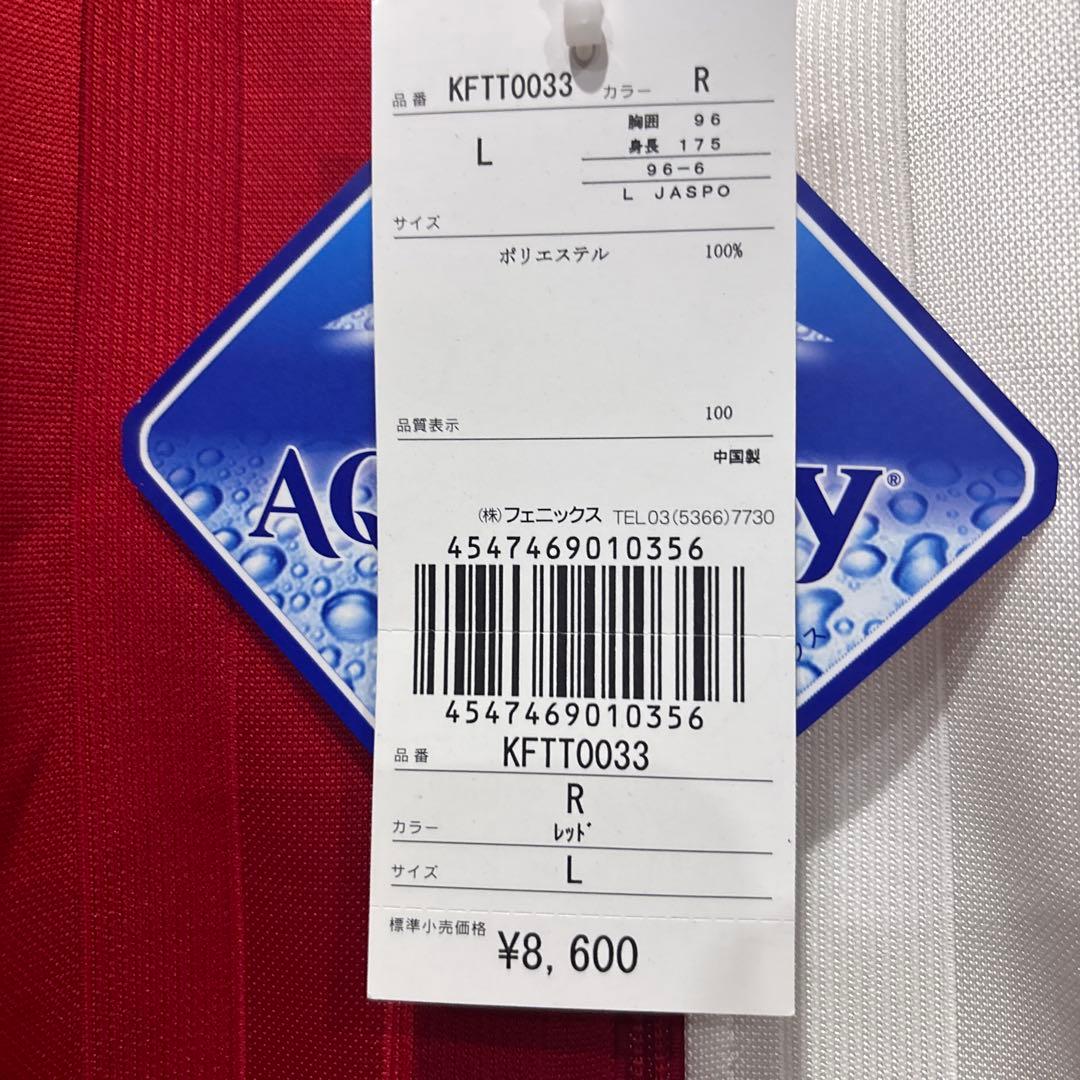 品番 KFTT0033 カラー R
胸囲 96
身長 175
L
96-6
L JASPO
サイズ
ポリエステル 100%
100
品質表示
中国製
(株)フェニックス TEL03(5366)7730
4547469010356
4547469010356
品番 KFTT0033
R
カラー ﾚｯﾄﾞ
サイズ L
標準小売価格 ¥8,600
AQ
y®